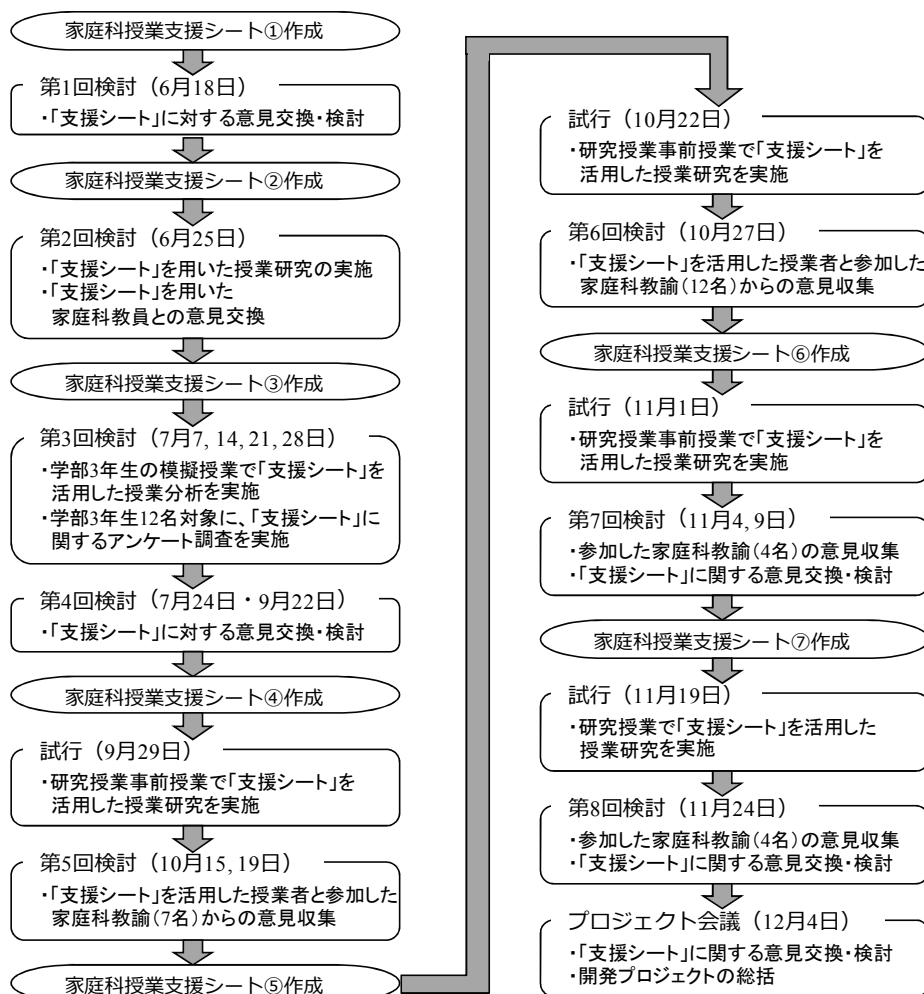 家庭科授業支援シート①作成
第1回検討（6月18日）
・「支援シート」に対する意見交換・検討
家庭科授業支援シート②作成
第2回検討（6月25日）
・「支援シート」を用いた授業研究の実施
・「支援シート」を用いた
家庭科教員との意見交換
家庭科授業支援シート③作成
第3回検討（7月7, 14, 21, 28日）
・学部3年生の模擬授業で「支援シート」を
活用した授業分析を実施
・学部3年生12名対象に、「支援シート」に
関するアンケート調査を実施
第4回検討（7月24日・9月22日）
・「支援シート」に対する意見交換・検討
家庭科授業支援シート④作成
試行（9月29日）
・研究授業事前授業で「支援シート」を
活用した授業研究を実施
第5回検討（10月15, 19日）
・「支援シート」を活用した授業者と参加した
家庭科教諭（7名）からの意見収集
家庭科授業支援シート⑤作成
試行（10月22日）
・研究授業事前授業で「支援シート」を
活用した授業研究を実施
第6回検討（10月27日）
・「支援シート」を活用した授業者と参加した
家庭科教諭（12名）からの意見収集
家庭科授業支援シート⑥作成
試行（11月1日）
・研究授業事前授業で「支援シート」を
活用した授業研究を実施
第7回検討（11月4, 9日）
・参加した家庭科教諭（4名）の意見収集
・「支援シート」に関する意見交換・検討
家庭科授業支援シート⑦作成
試行（11月19日）
・研究授業で「支援シート」を活用した
授業研究を実施
第8回検討（11月24日）
・参加した家庭科教諭（4名）の意見収集
・「支援シート」に関する意見交換・検討
プロジェクト会議（12月4日）
・「支援シート」に関する意見交換・検討
・開発プロジェクトの総括